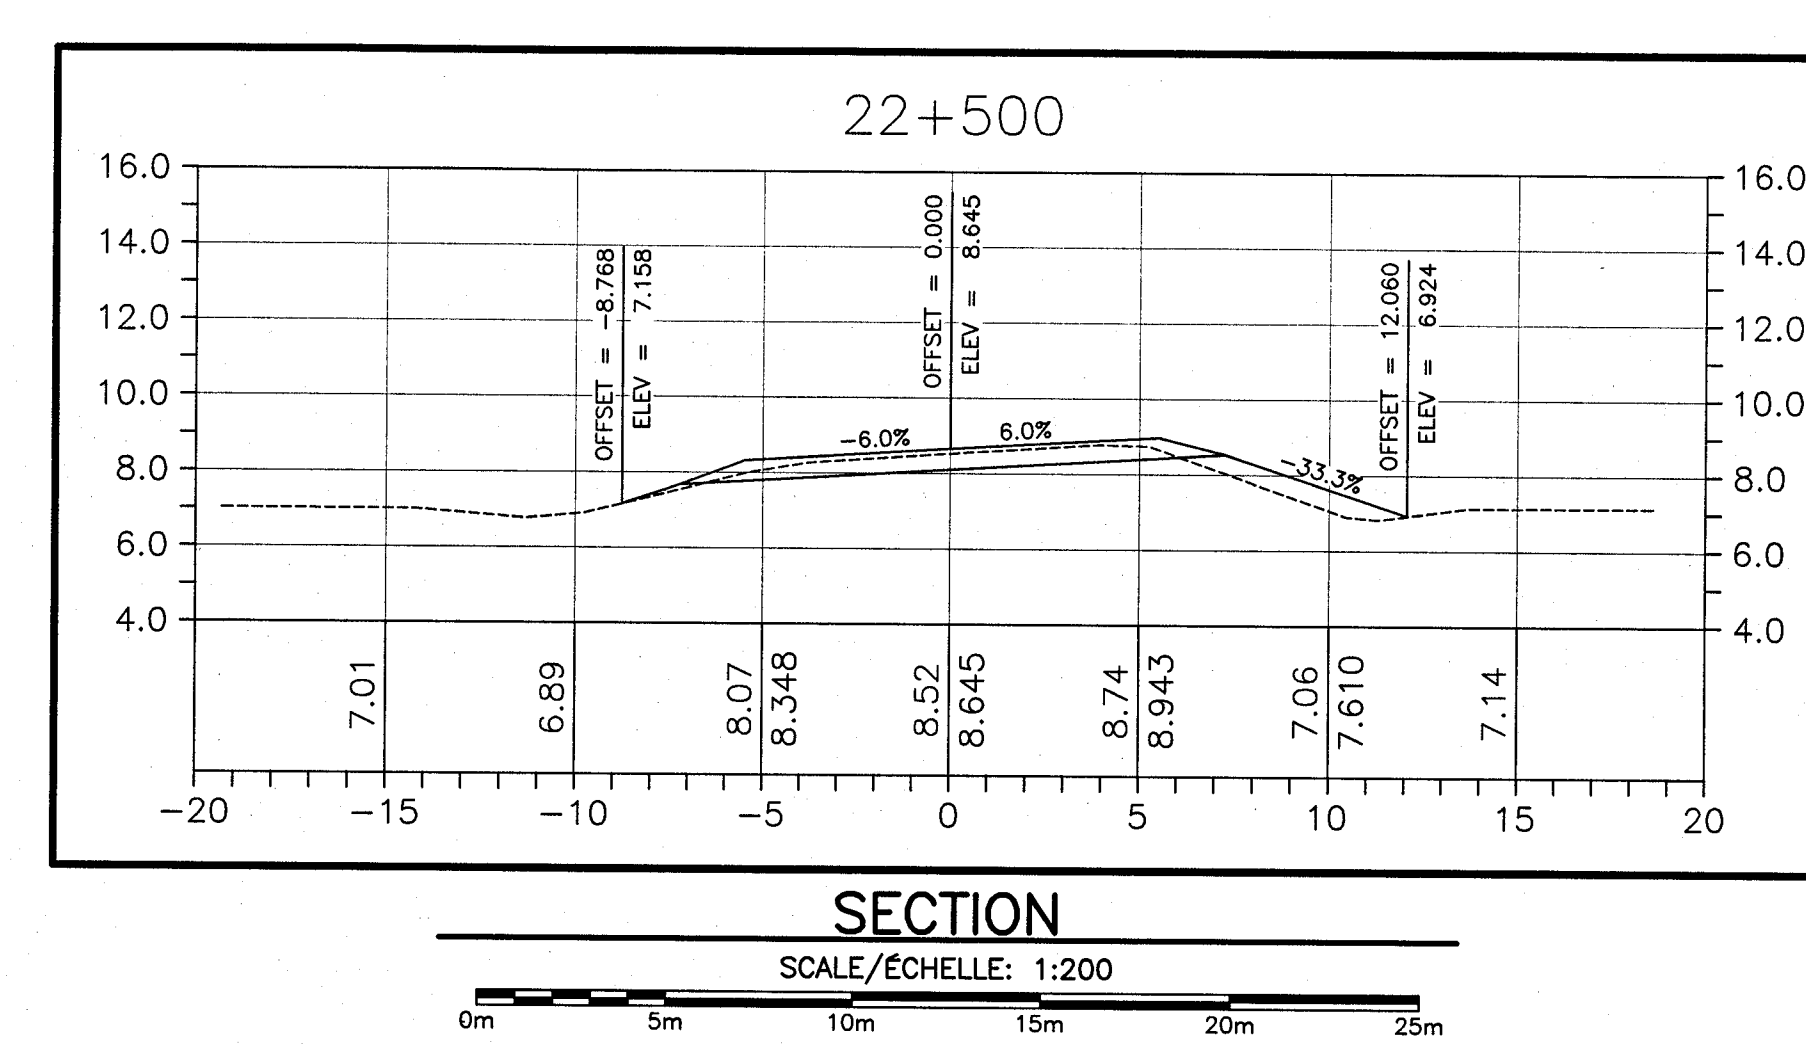 22+500
16.0
14.0
12.0
10.0
8.0
6.0
4.0
OFFSET = -8.768
ELEV = 7.158
OFFSET = 0.000
ELEV = 8.645
OFFSET = 12.060
ELEV = 6.924
-6.0%
6.0%
-33.3%
16.0
14.0
12.0
10.0
8.0
6.0
4.0
7.01
6.89
8.07
8.348
8.52
8.645
8.74
8.943
7.06
7.610
7.14
-20 -15 -10 -5 0 5 10 15 20
SECTION
SCALE/ÉCHELLE: 1:200
0m 5m 10m 15m 20m 25m